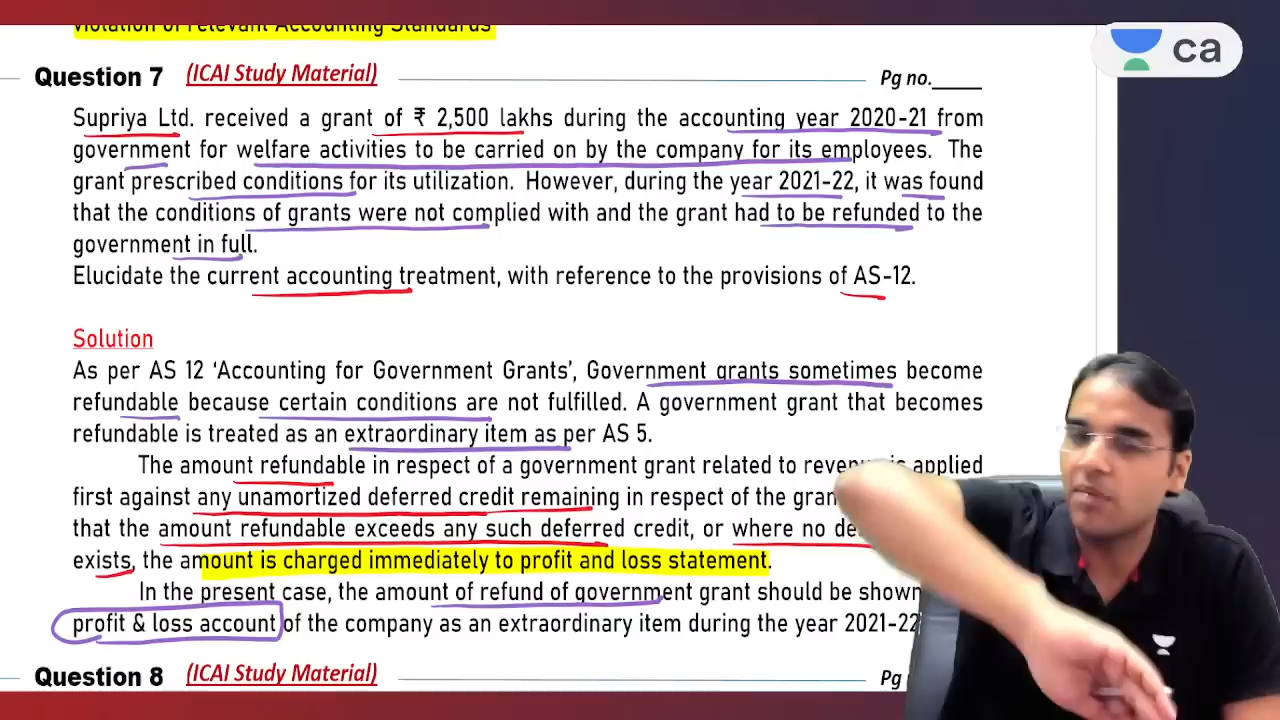 violation of relevant Accounting Standards
ca
Question 7 (ICAI Study Material) Pg no._____
Supriya Ltd. received a grant of ₹ 2,500 lakhs during the accounting year 2020-21 from
government for welfare activities to be carried on by the company for its employees. The
grant prescribed conditions for its utilization. However, during the year 2021-22, it was found
that the conditions of grants were not complied with and the grant had to be refunded to the
government in full.
Elucidate the current accounting treatment, with reference to the provisions of AS-12.
Solution
As per AS 12 ‘Accounting for Government Grants’, Government grants sometimes become
refundable because certain conditions are not fulfilled. A government grant that becomes
refundable is treated as an extraordinary item as per AS 5.
The amount refundable in respect of a government grant related to revenue is applied
first against any unamortized deferred credit remaining in respect of the
that the amount refundable exceeds any such deferred credit, or where no
exists, the amount is charged immediately to profit and loss statement.
In the present case, the amount of refund of government grant should be shown
profit & loss account of the company as an extraordinary item during the year 2021-22
Question 8 (ICAI Study Material) Pg